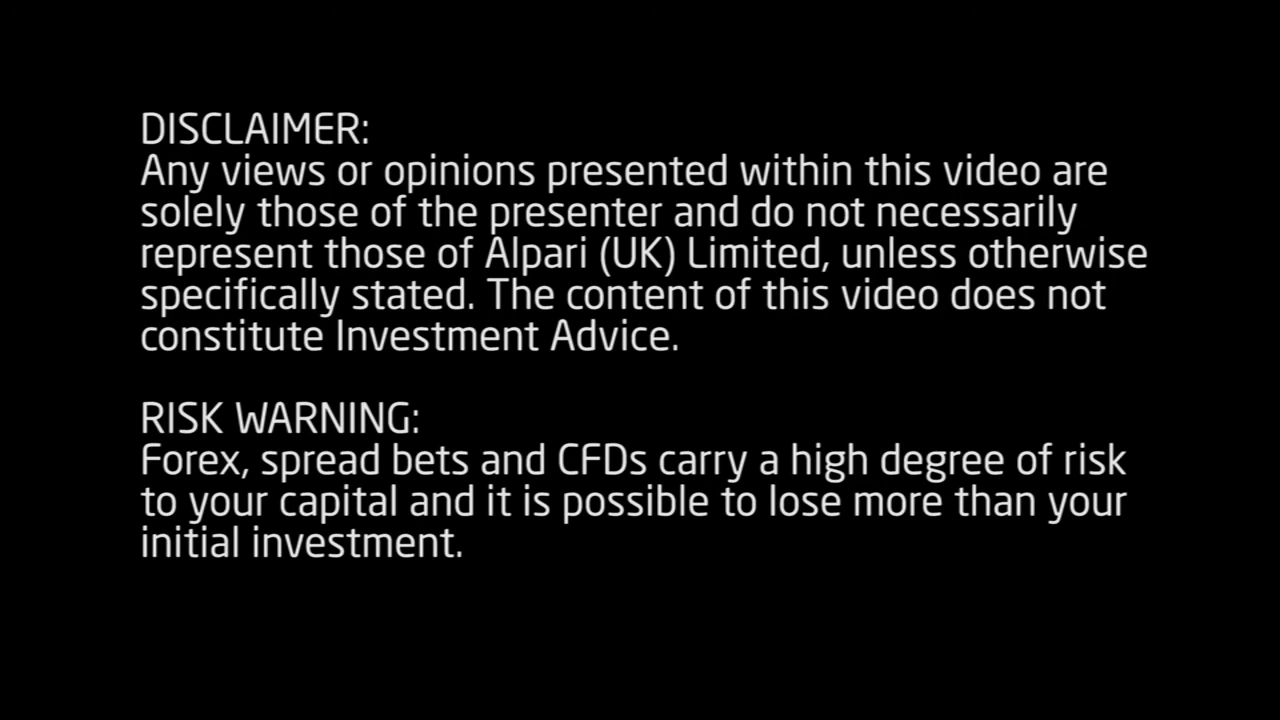 DISCLAIMER:
Any views or opinions presented within this video are
solely those of the presenter and do not necessarily
represent those of Alpari (UK) Limited, unless otherwise
specifically stated. The content of this video does not
constitute Investment Advice.
RISK WARNING:
Forex, spread bets and CFDs carry a high degree of risk
to your capital and it is possible to lose more than your
initial investment.